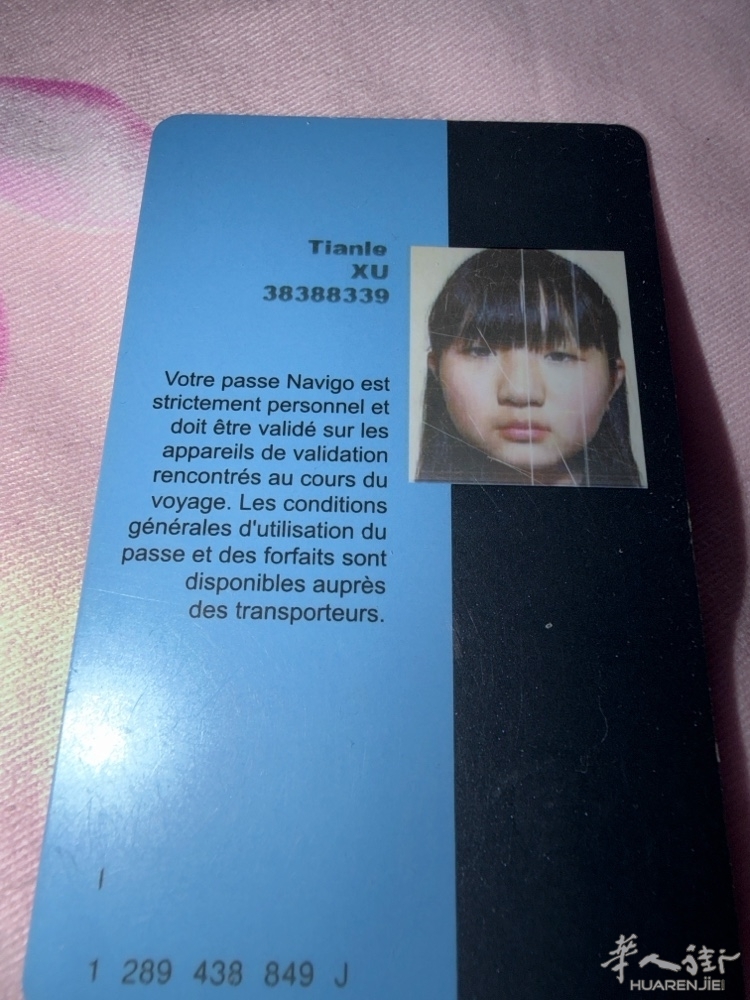 Tianle
XU
38388339
Votre passe Navigo est
strictement personnel et
doit être validé sur les
appareils de validation
rencontrés au cours du
voyage. Les conditions
générales d'utilisation du
passe et des forfaits sont
disponibles auprès
des transporteurs.
1 289 438 849 J
華人街
HUARENJIE